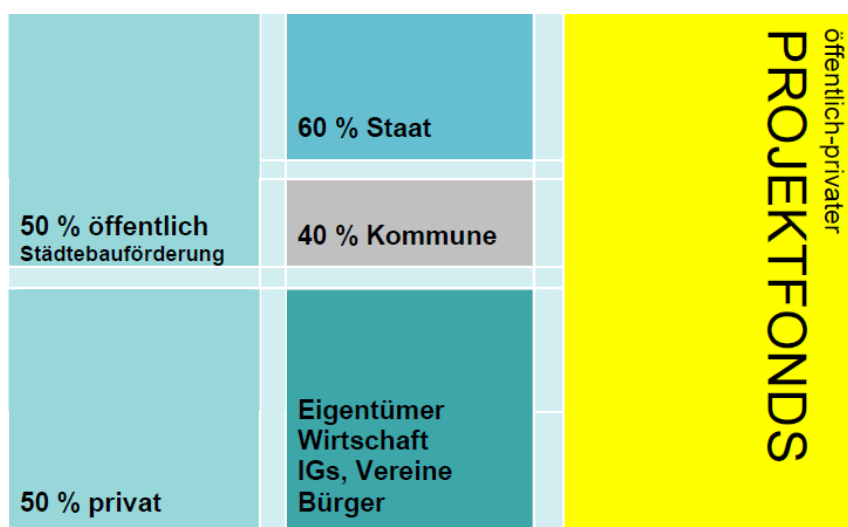 50 % öffentlich
Städtebauförderung
50 % privat
60 % Staat
40 % Kommune
Eigentümer
Wirtschaft
IGs, Vereine
Bürger
öffentlich-privater
PROJEKTFONDS